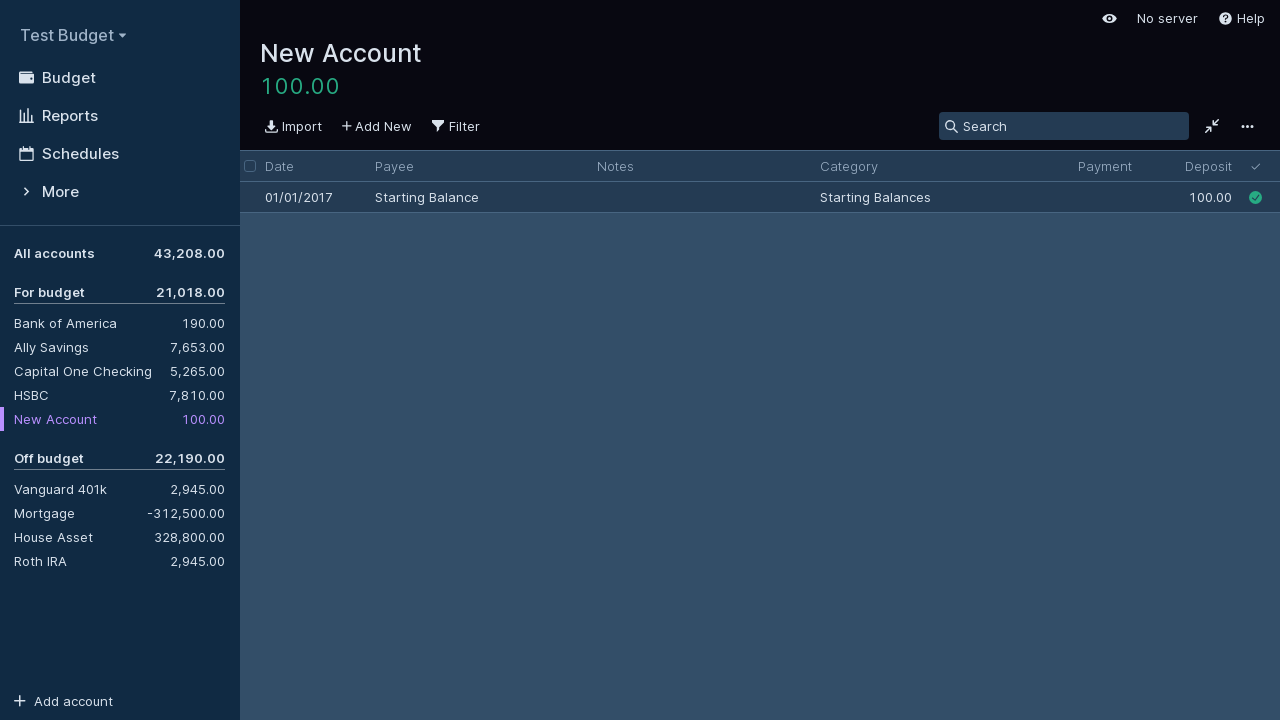 Test Budget
Budget
Reports
Schedules
More
All accounts 43,208.00
For budget 21,018.00
Bank of America 190.00
Ally Savings 7,653.00
Capital One Checking 5,265.00
HSBC 7,810.00
New Account 100.00
Off budget 22,190.00
Vanguard 401k 2,945.00
Mortgage -312,500.00
House Asset 328,800.00
Roth IRA 2,945.00
Add account
No server Help
New Account
100.00
Import Add New Filter Search
Date Payee Notes Category Payment Deposit
01/01/2017 Starting Balance Starting Balances 100.00